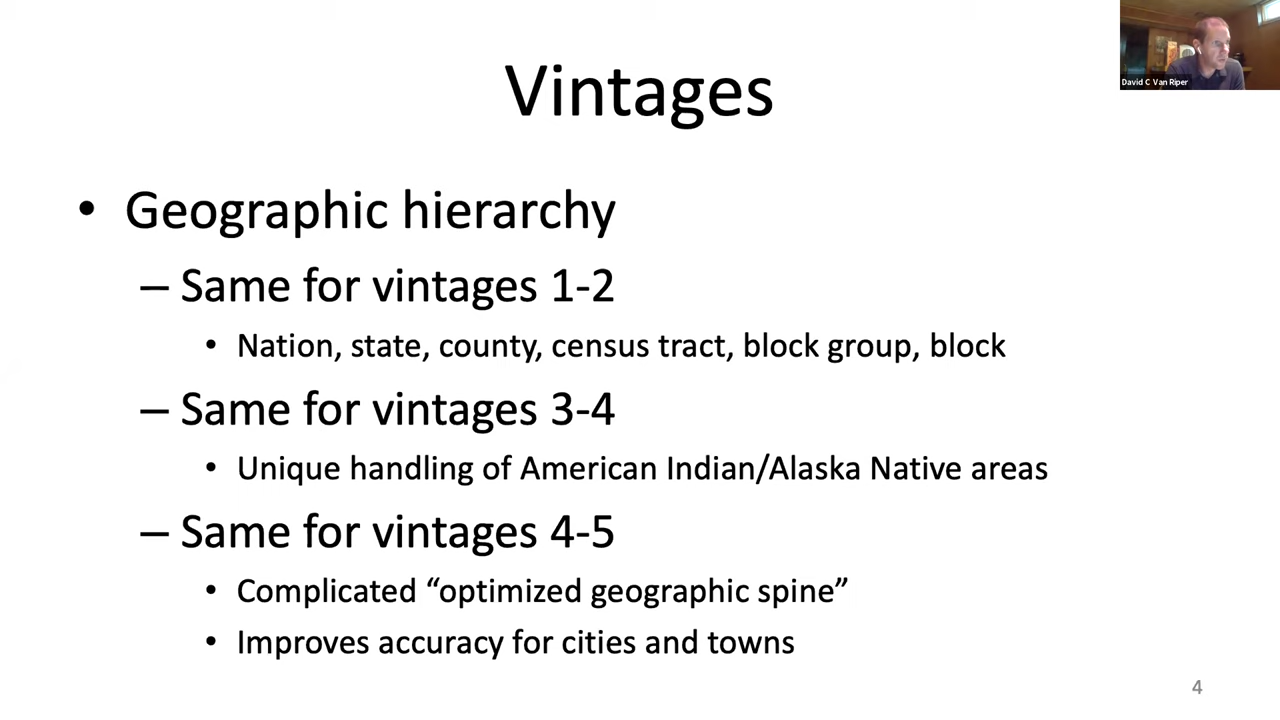 David C Van Riper
Vintages
• Geographic hierarchy
– Same for vintages 1-2
• Nation, state, county, census tract, block group, block
– Same for vintages 3-4
• Unique handling of American Indian/Alaska Native areas
– Same for vintages 4-5
• Complicated “optimized geographic spine”
• Improves accuracy for cities and towns
4